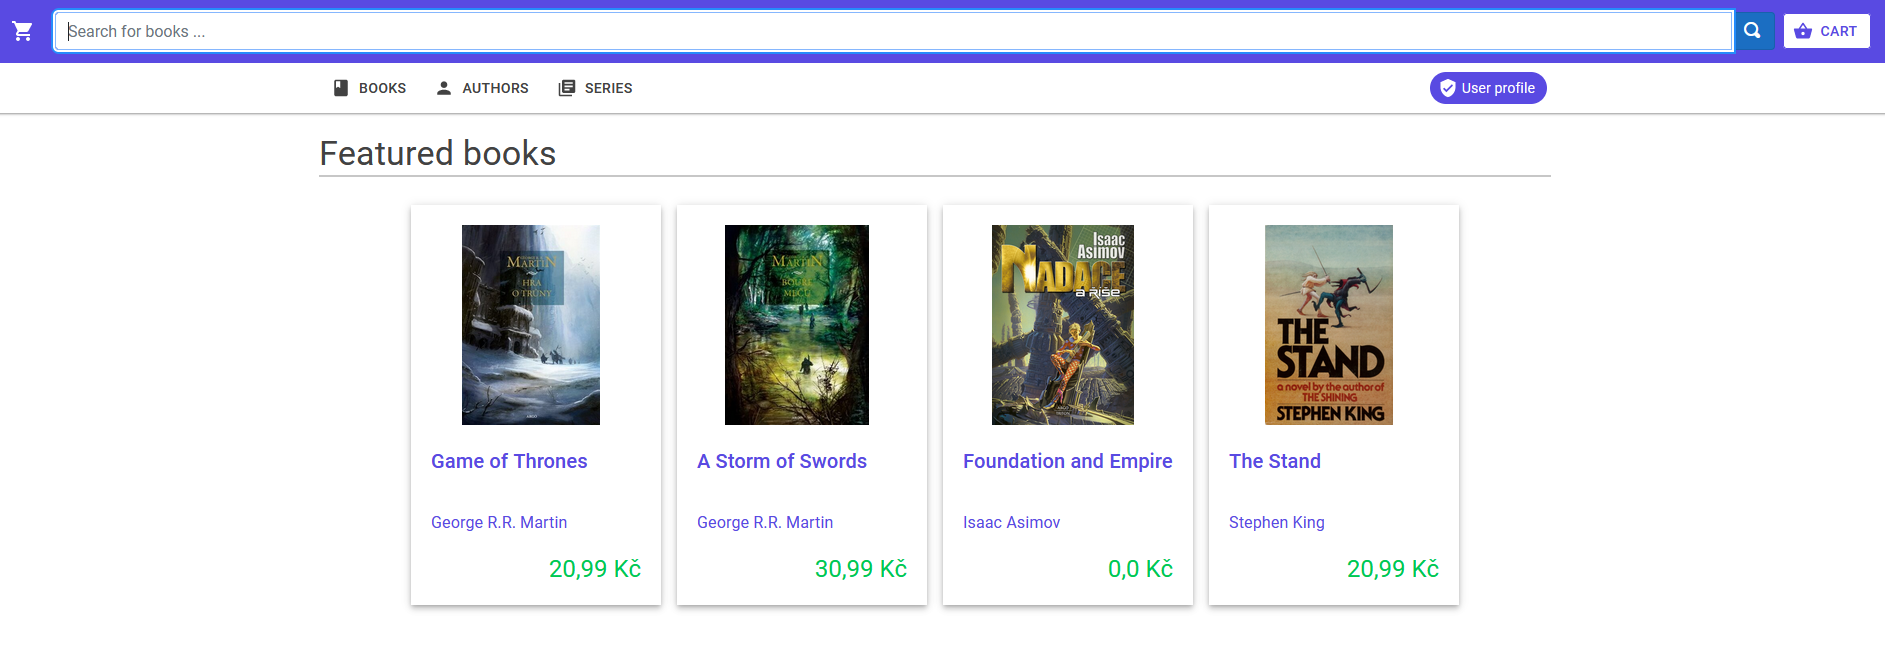 Search for books ...
CART
BOOKS
AUTHORS
SERIES
User profile
Featured books
MARTIN
HRA
O TRŮNY
ARGO
MARTIN
BOUŘE
MEČŮ
Isaac
Asimov
NADACE
a Říše
THE
STAND
a novel by the author of
THE SHINING
STEPHEN KING
Game of Thrones
A Storm of Swords
Foundation and Empire
The Stand
George R.R. Martin
George R.R. Martin
Isaac Asimov
Stephen King
20,99 Kč
30,99 Kč
0,0 Kč
20,99 Kč